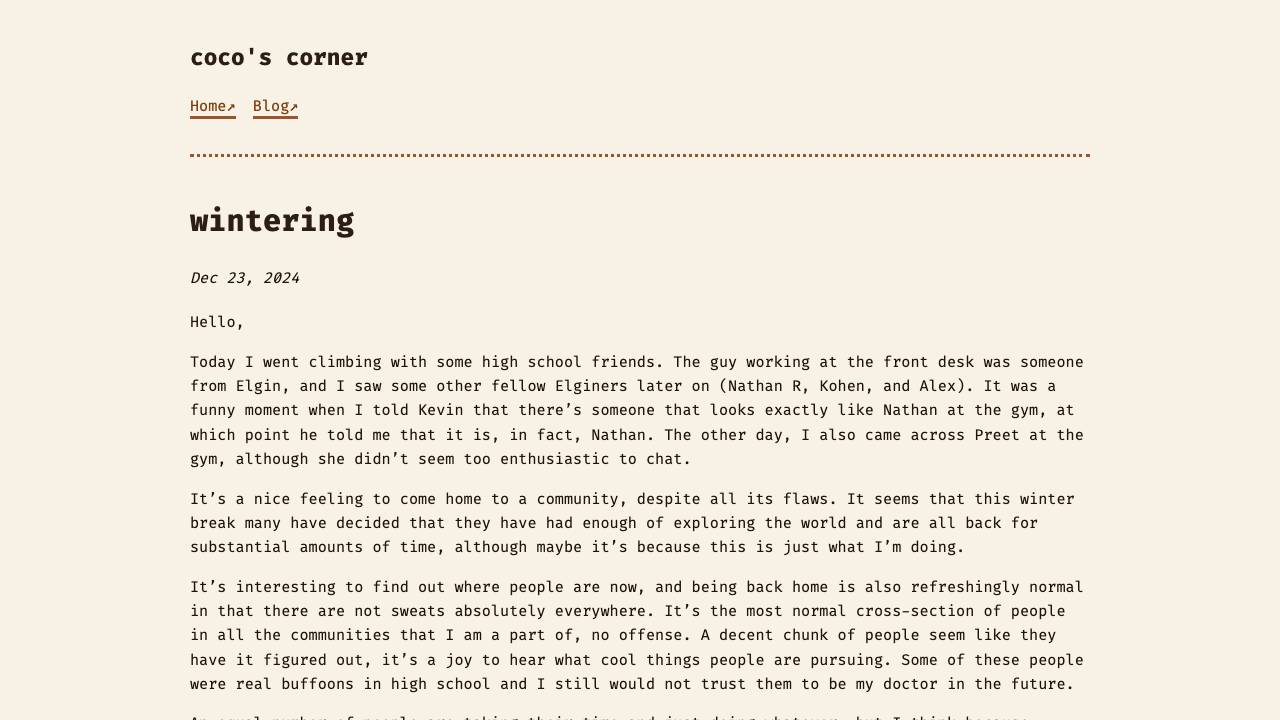 coco's corner
Home↗ Blog↗
wintering
Dec 23, 2024
Hello,
Today I went climbing with some high school friends. The guy working at the front desk was someone
from Elgin, and I saw some other fellow Elginers later on (Nathan R, Kohen, and Alex). It was a
funny moment when I told Kevin that there’s someone that looks exactly like Nathan at the gym, at
which point he told me that it is, in fact, Nathan. The other day, I also came across Preet at the
gym, although she didn’t seem too enthusiastic to chat.
It’s a nice feeling to come home to a community, despite all its flaws. It seems that this winter
break many have decided that they have had enough of exploring the world and are all back for
substantial amounts of time, although maybe it’s because this is just what I’m doing.
It’s interesting to find out where people are now, and being back home is also refreshingly normal
in that there are not sweats absolutely everywhere. It’s the most normal cross-section of people
in all the communities that I am a part of, no offense. A decent chunk of people seem like they
have it figured out, it’s a joy to hear what cool things people are pursuing. Some of these people
were real buffoons in high school and I still would not trust them to be my doctor in the future.